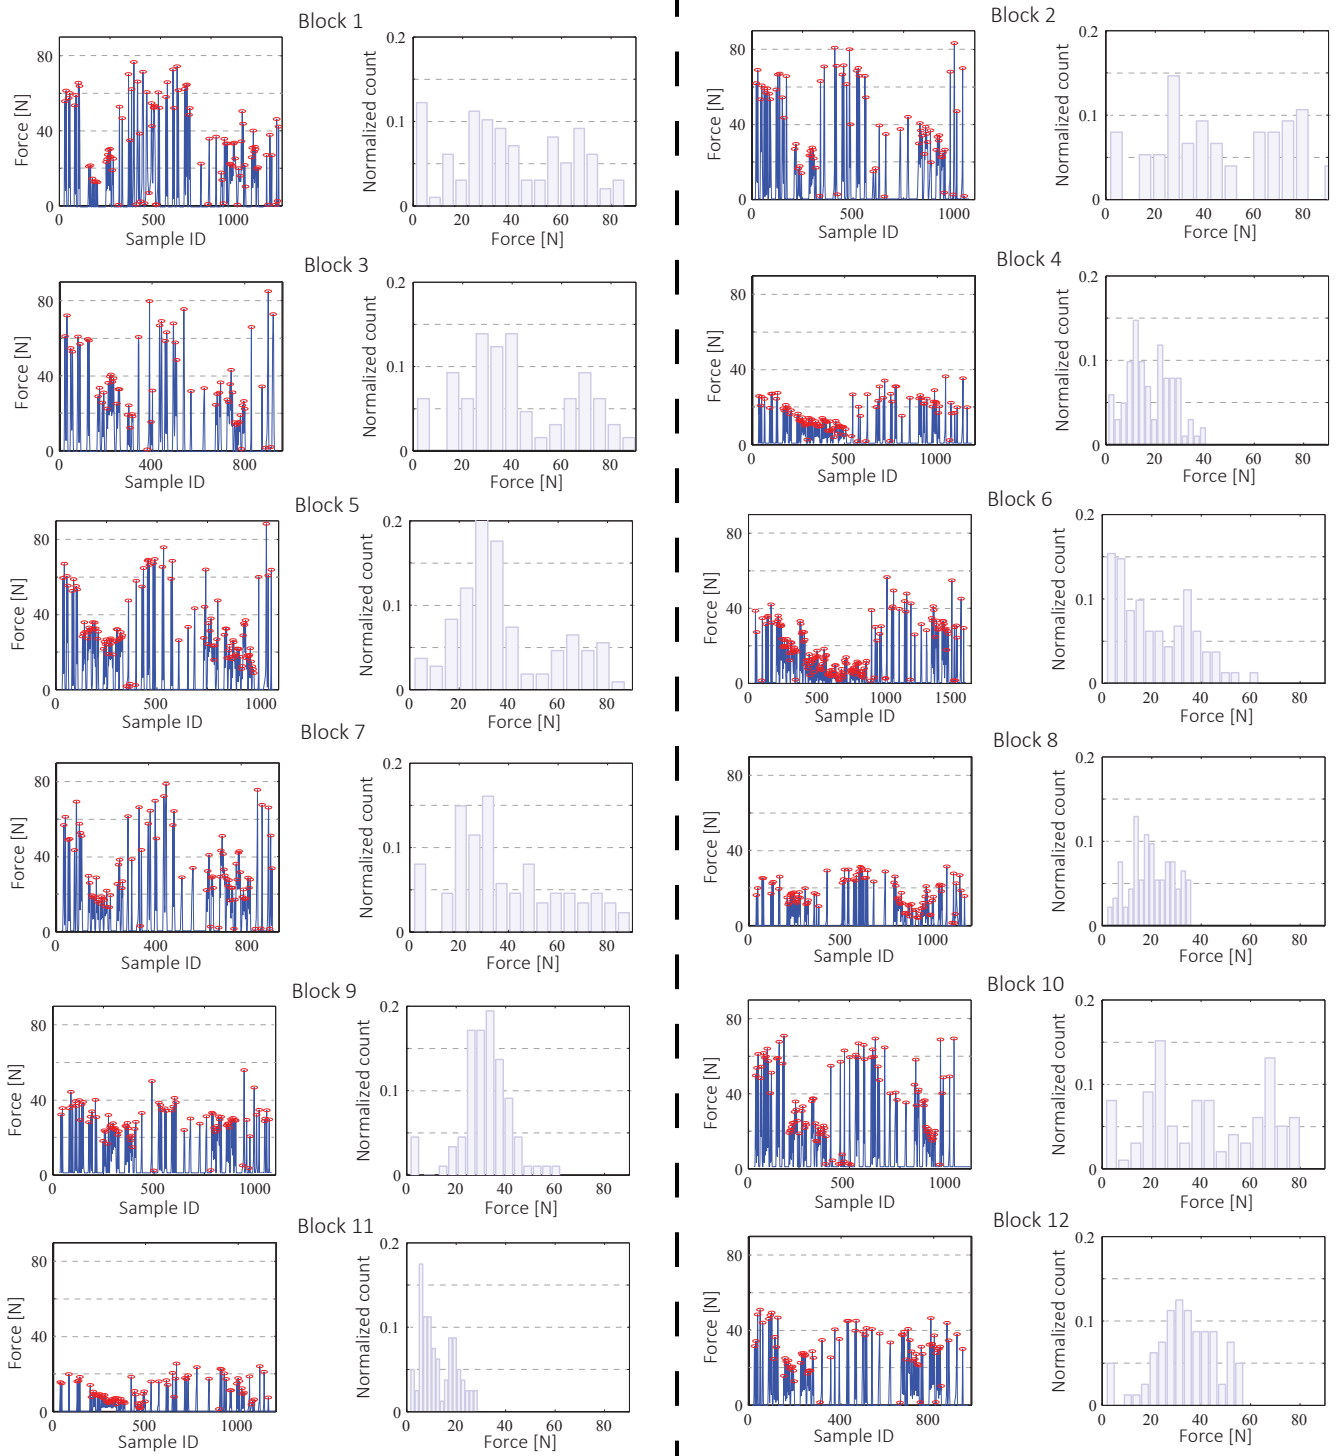 Block 1
80
40
0
Force [N]
0
500
1000
Sample ID
0.2
0.1
0
Normalized count
0
20
40
60
80
Force [N]
Block 2
80
40
0
Force [N]
0
500
1000
Sample ID
0.2
0.1
0
Normalized count
0
20
40
60
80
Force [N]
Block 3
80
40
0
Force [N]
0
400
800
Sample ID
0.2
0.1
0
Normalized count
0
20
40
60
80
Force [N]
Block 4
80
40
0
Force [N]
0
500
1000
Sample ID
0.2
0.1
0
Normalized count
0
20
40
60
80
Force [N]
Block 5
80
40
0
Force [N]
0
500
1000
Sample ID
0.2
0.1
0
Normalized count
0
20
40
60
80
Force [N]
Block 6
80
40
0
Force [N]
0
500
1000
1500
Sample ID
0.2
0.1
0
Normalized count
0
20
40
60
80
Force [N]
Block 7
80
40
0
Force [N]
0
400
800
Sample ID
0.2
0.1
0
Normalized count
0
20
40
60
80
Force [N]
Block 8
80
40
0
Force [N]
0
500
1000
Sample ID
0.2
0.1
0
Normalized count
0
20
40
60
80
Force [N]
Block 9
80
40
0
Force [N]
0
500
1000
Sample ID
0.2
0.1
0
Normalized count
0
20
40
60
80
Force [N]
Block 10
80
40
0
Force [N]
0
500
1000
Sample ID
0.2
0.1
0
Normalized count
0
20
40
60
80
Force [N]
Block 11
80
40
0
Force [N]
0
500
1000
Sample ID
0.2
0.1
0
Normalized count
0
20
40
60
80
Force [N]
Block 12
80
40
0
Force [N]
0
400
800
Sample ID
0.2
0.1
0
Normalized count
0
20
40
60
80
Force [N]